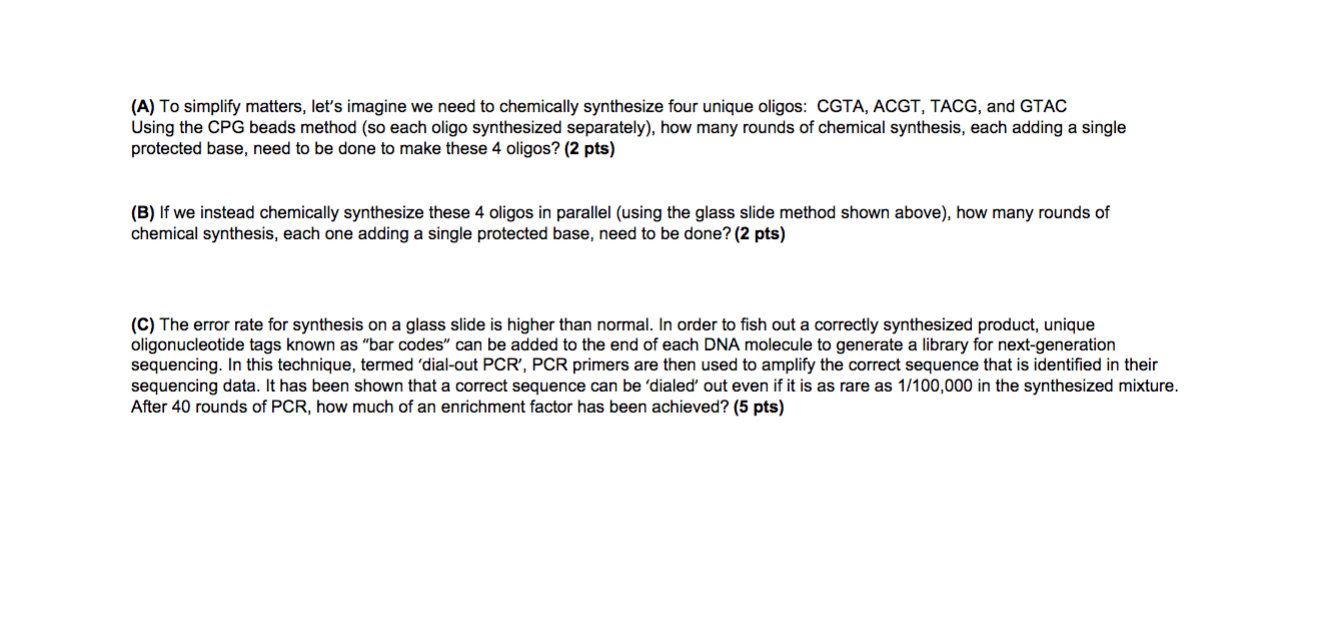 (A) To simplify matters, let's imagine we need to chemically synthesize four unique oligos:  CGTA, ACGT, TACG, and GTAC
Using the CPG beads method (so each oligo synthesized separately), how many rounds of chemical synthesis, each adding a single
protected base, need to be done to make these 4 oligos? (2 pts)
(B) If we instead chemically synthesize these 4 oligos in parallel (using the glass slide method shown above), how many rounds of
chemical synthesis, each one adding a single protected base, need to be done? (2 pts)
(C) The error rate for synthesis on a glass slide is higher than normal. In order to fish out a correctly synthesized product, unique
oligonucleotide tags known as "bar codes" can be added to the end of each DNA molecule to generate a library for next-generation
sequencing. In this technique, termed 'dial-out PCR', PCR primers are then used to amplify the correct sequence that is identified in their
sequencing data. It has been shown that a correct sequence can be 'dialed' out even if it is as rare as 1/100,000 in the synthesized mixture.
After 40 rounds of PCR, how much of an enrichment factor has been achieved? (5 pts)